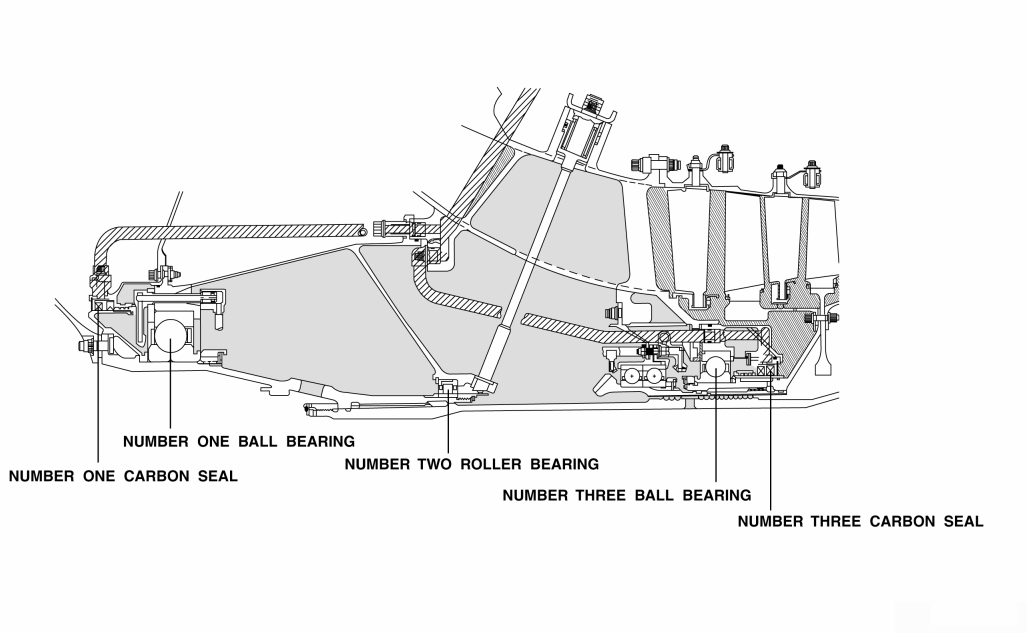 NUMBER ONE BALL BEARING
NUMBER TWO ROLLER BEARING
NUMBER ONE CARBON SEAL
NUMBER THREE BALL BEARING
NUMBER THREE CARBON SEAL